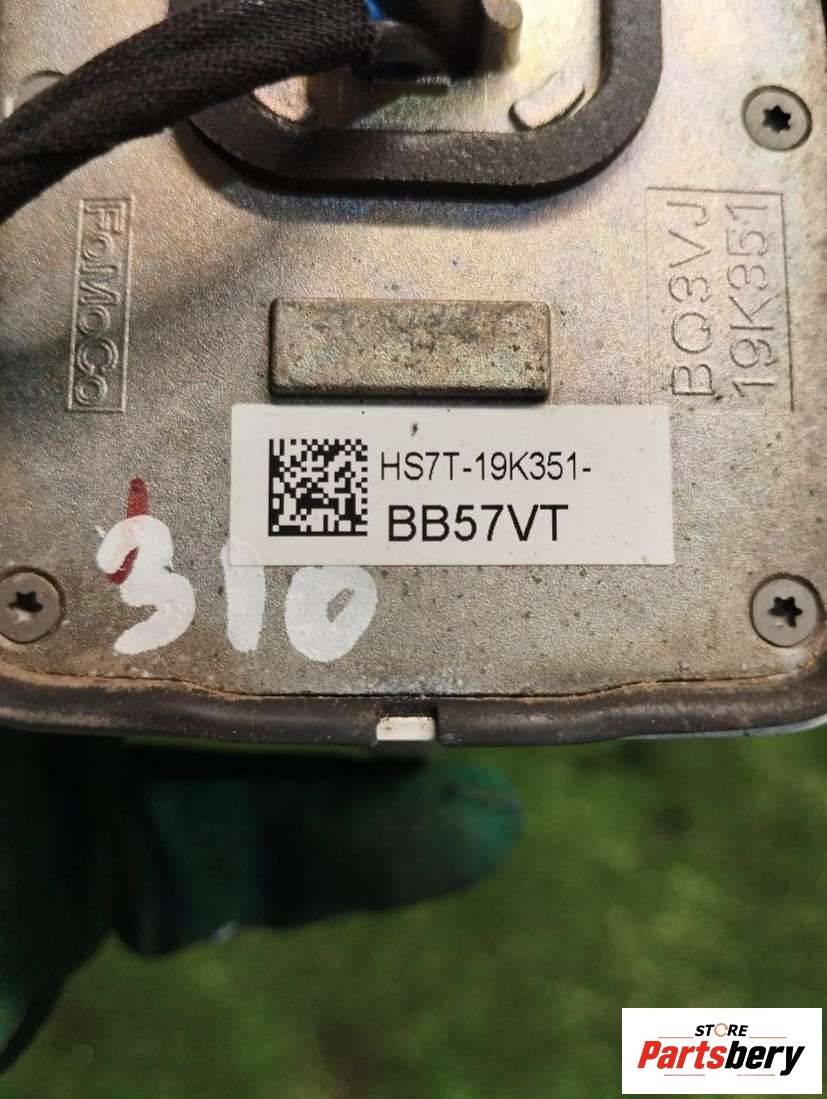 FoMoCo
BQ3VJ
19K351
HS7T-19K351-
BB57VT
310
STORE
Partsbery